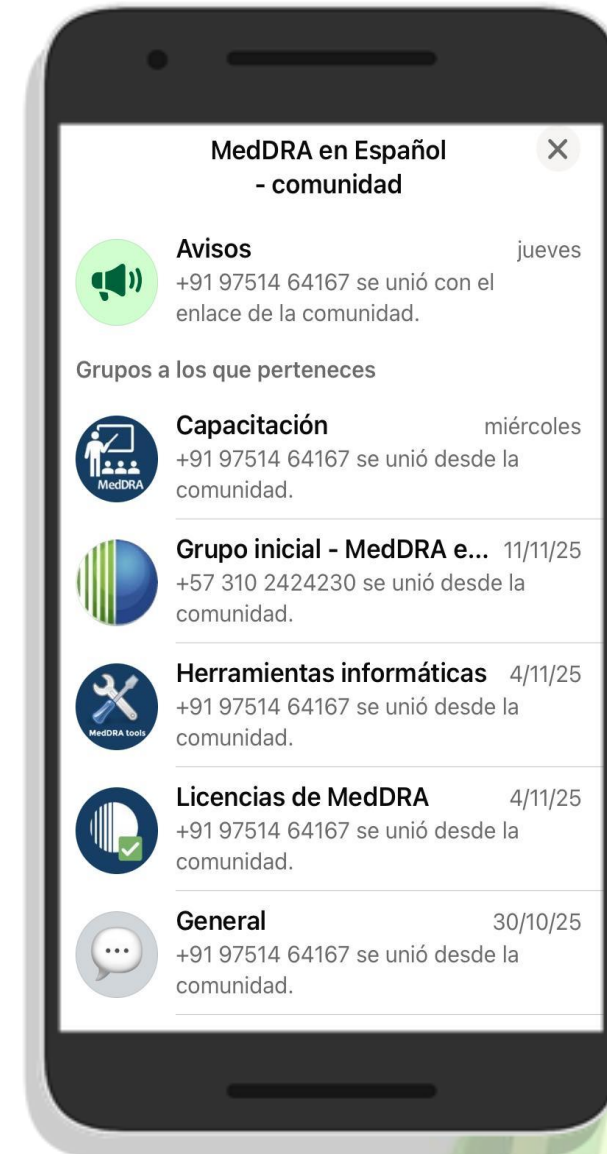 MedDRA en Español
- comunidad
Avisos
jueves
+91 97514 64167 se unió con el
enlace de la comunidad.
Grupos a los que perteneces
Capacitación
miércoles
+91 97514 64167 se unió desde la
comunidad.
MedDRA
Grupo inicial - MedDRA e...
11/11/25
+57 310 2424230 se unió desde la
comunidad.
Herramientas informáticas
4/11/25
+91 97514 64167 se unió desde la
comunidad.
MedDRA tools
Licencias de MedDRA
4/11/25
+91 97514 64167 se unió desde la
comunidad.
General
30/10/25
+91 97514 64167 se unió desde la
comunidad.